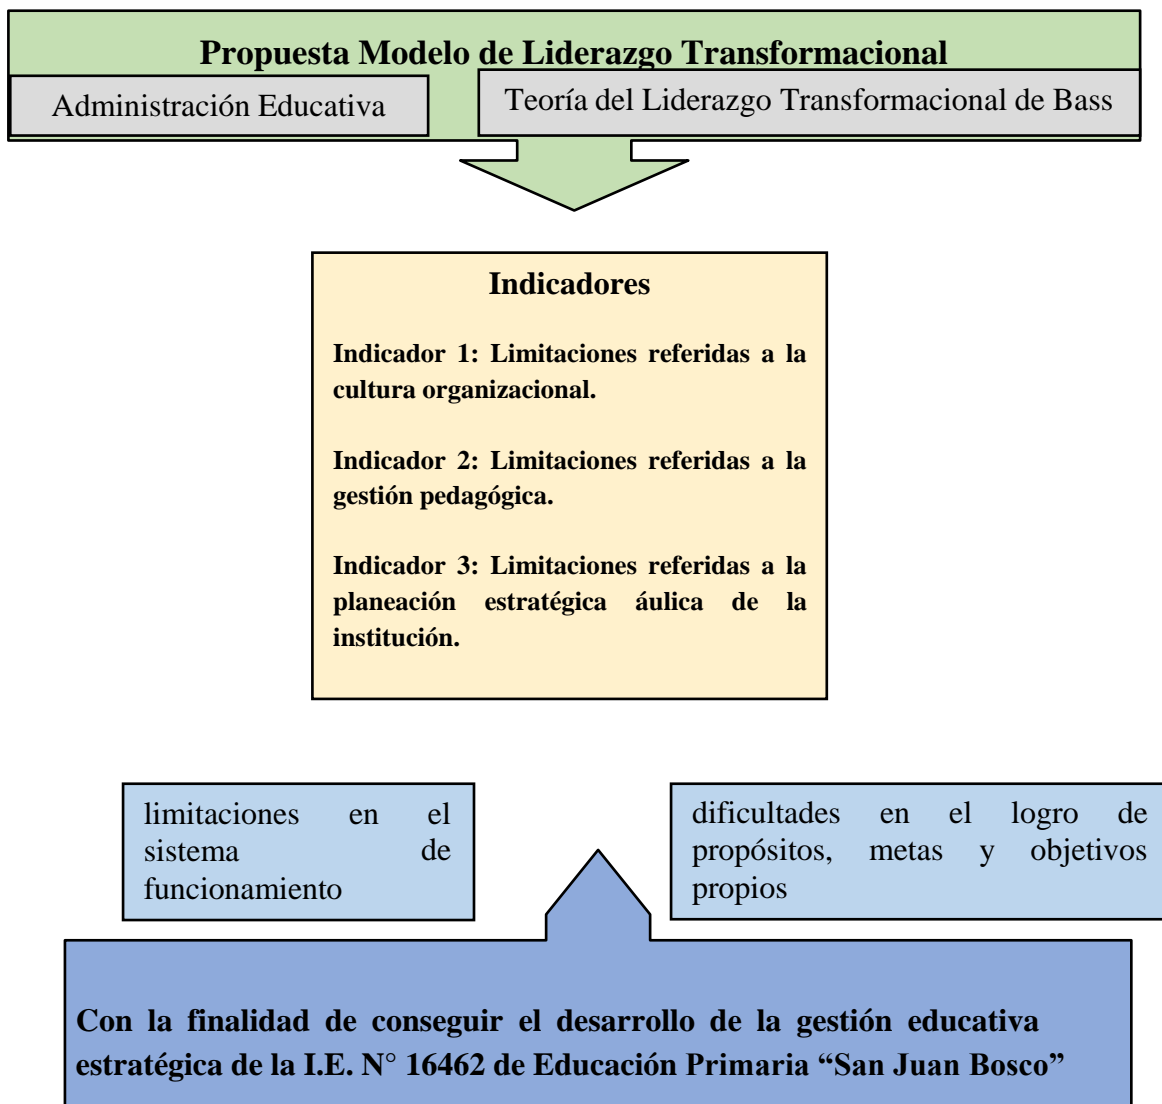 Propuesta Modelo de Liderazgo Transformacional
Administración Educativa
Teoría del Liderazgo Transformacional de Bass
Indicadores
Indicador 1: Limitaciones referidas a la
cultura organizacional.
Indicador 2: Limitaciones referidas a la
gestión pedagógica.
Indicador 3: Limitaciones referidas a la
planeación estratégica áulica de la
institución.
limitaciones en el
sistema de
funcionamiento
dificultades en el logro de
propósitos, metas y objetivos
propios
Con la finalidad de conseguir el desarrollo de la gestión educativa
estratégica de la I.E. N° 16462 de Educación Primaria “San Juan Bosco”